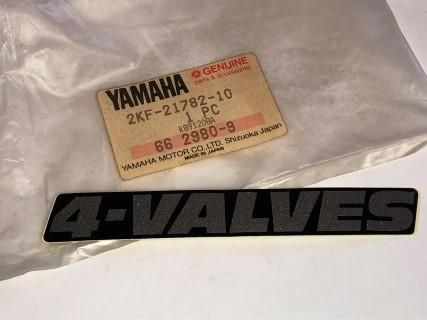 YAMAHA GENUINE
parts & accessories
2KF-21782-10
1 PC
K891208A
66 2980-9
YAMAHA MOTOR CO., LTD. Shizuoka Japan
MADE IN JAPAN
4-VALVES